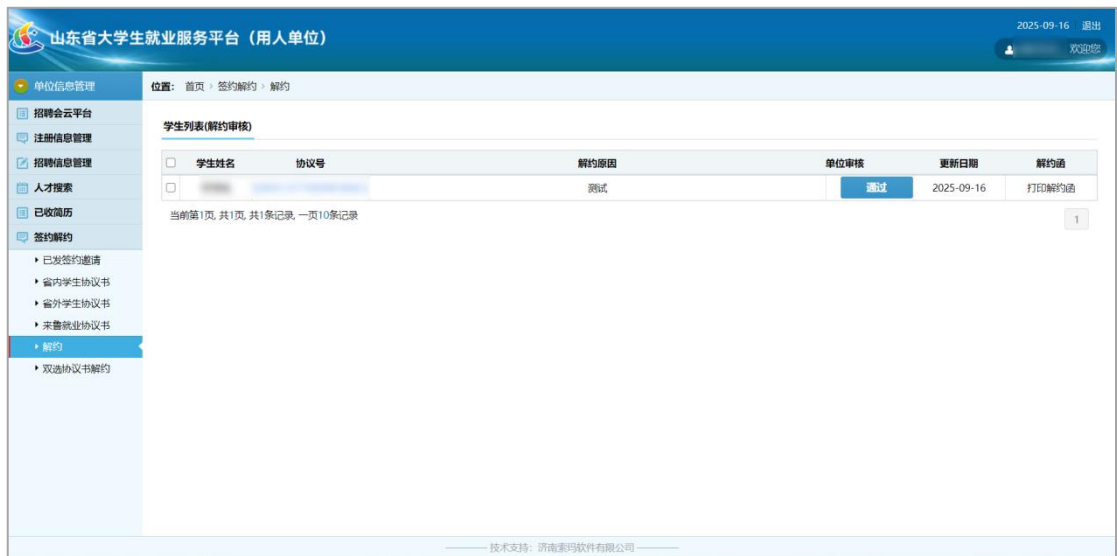 山东省大学生就业服务平台（用人单位）
2025-09-16 退出
欢迎您
单位信息管理
位置： 首页 › 签约解约 › 解约
招聘会云平台
注册信息管理
招聘信息管理
人才搜索
已收简历
签约解约
已发签约邀请
省内学生协议书
省外学生协议书
来鲁就业协议书
解约
双选协议书解约
学生列表(解约审核)
学生姓名 协议号 解约原因 单位审核 更新日期 解约函
测试 通过 2025-09-16 打印解约函
当前第1页, 共1页, 共1条记录, 一页10条记录
1
技术支持：济南索玛软件有限公司